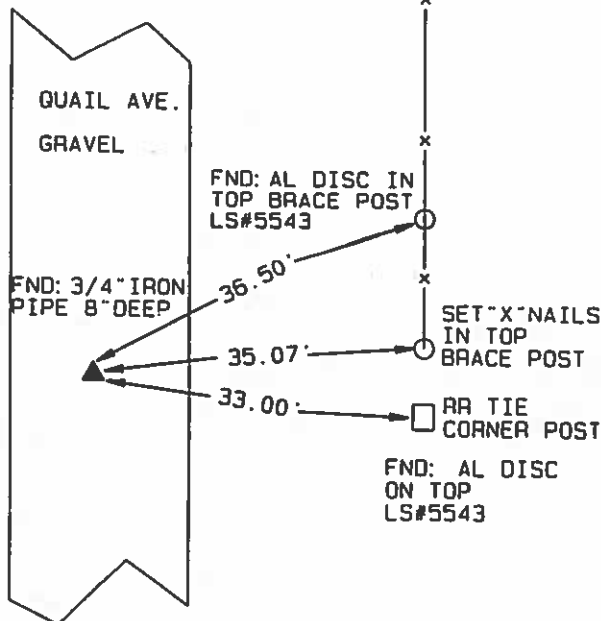 QUAIL AVE.
GRAVEL
FND: AL DISC IN
TOP BRACE POST
LS#5543
36.50'
FND: 3/4"IRON
PIPE 8"DEEP
35.07'
SET"X"NAILS
IN TOP
BRACE POST
33.00'
RR TIE
CORNER POST
FND: AL DISC
ON TOP
LS#5543